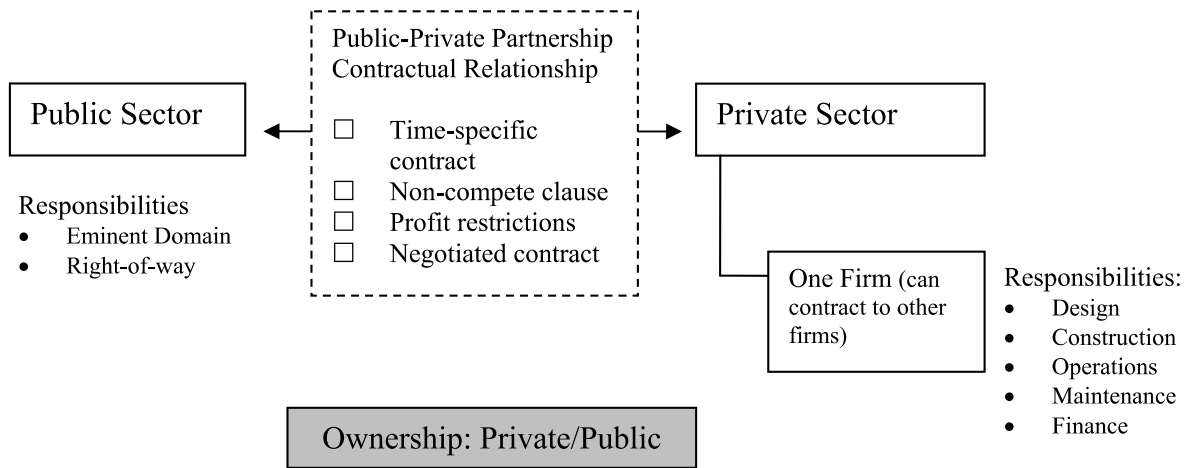 Public Sector
Responsibilities
• Eminent Domain
• Right-of-way
Public-Private Partnership
Contractual Relationship
☐ Time-specific
contract
☐ Non-compete clause
☐ Profit restrictions
☐ Negotiated contract
Private Sector
One Firm (can
contract to other
firms)
Responsibilities:
• Design
• Construction
• Operations
• Maintenance
• Finance
Ownership: Private/Public